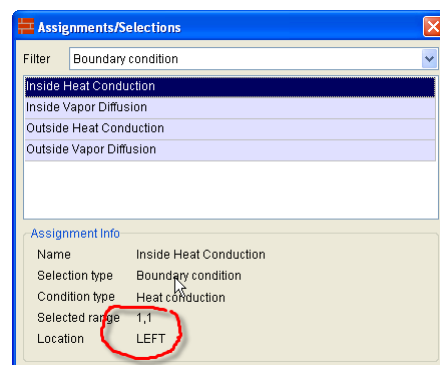 Assignments/Selections
Filter Boundary condition
Inside Heat Conduction
Inside Vapor Diffusion
Outside Heat Conduction
Outside Vapor Diffusion
Assignment Info
Name Inside Heat Conduction
Selection type Boundary condition
Condition type Heat conduction
Selected range 1,1
Location LEFT